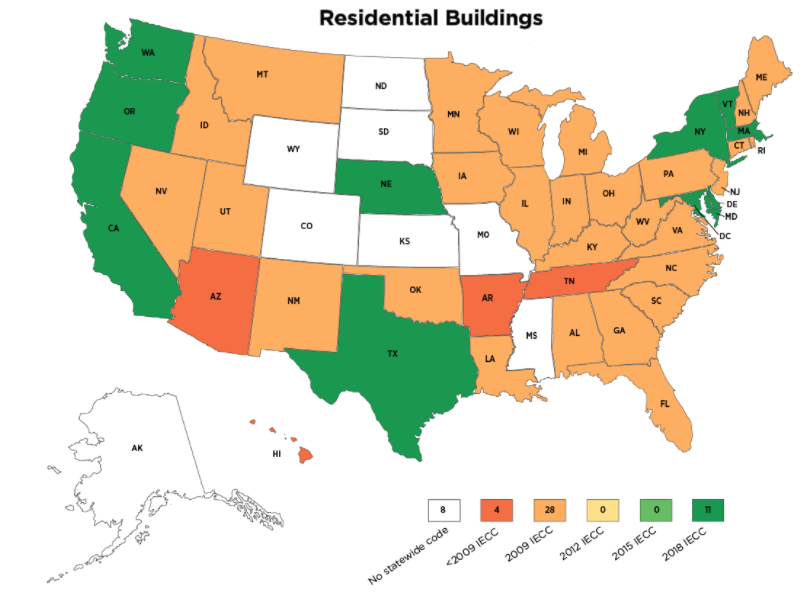 Residential Buildings
WA
MT
ND
ME
OR
MN
VT
NH
ID
SD
WI
NY
MA
WY
MI
CT
RI
NE
IA
PA
NV
NJ
UT
IL
IN
OH
DE
CA
CO
WV
MD
KS
MO
VA
DC
KY
NC
AZ
NM
OK
TN
AR
SC
TX
MS
AL
GA
LA
FL
AK
HI
8
4
28
0
0
11
No statewide code
<2009 IECC
2009 IECC
2012 IECC
2015 IECC
2018 IECC